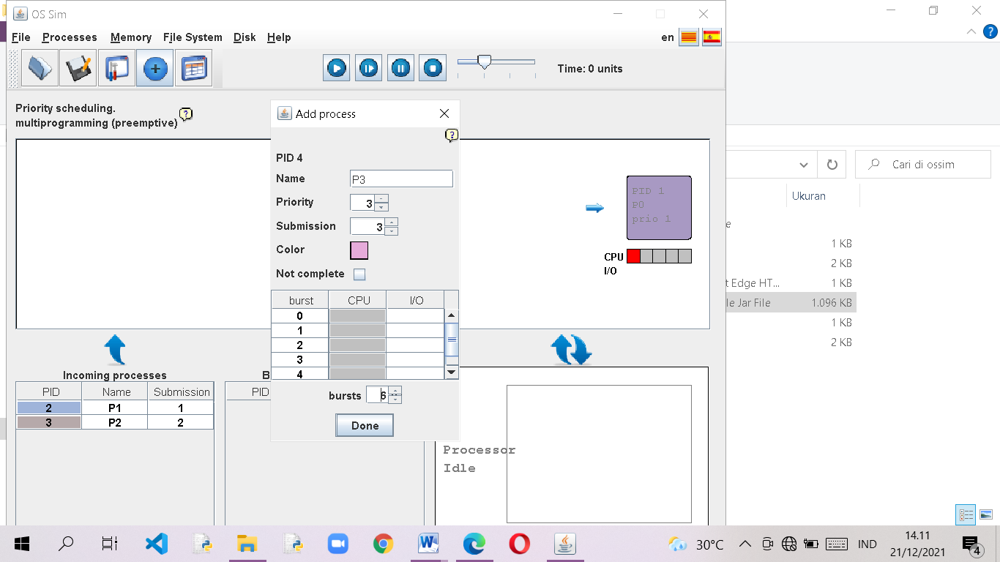 OS Sim
File Processes Memory File System Disk Help
en
Time: 0 units
Priority scheduling.
multiprogramming (preemptive)
Add process
PID 4
Name P3
Priority 3
Submission 3
Color
Not complete
burst CPU I/O
0
1
2
3
4
bursts 6
Done
PID 1
P0
prio 1
CPU
I/O
Incoming processes
PID Name Submission
2 P1 1
3 P2 2
B
PID
Processor
Idle
Cari di ossim
Ukuran
e
1 KB
2 KB
t Edge HT... 1 KB
le Jar File 1.096 KB
1 KB
2 KB
30°C
IND
14.11
21/12/2021
4